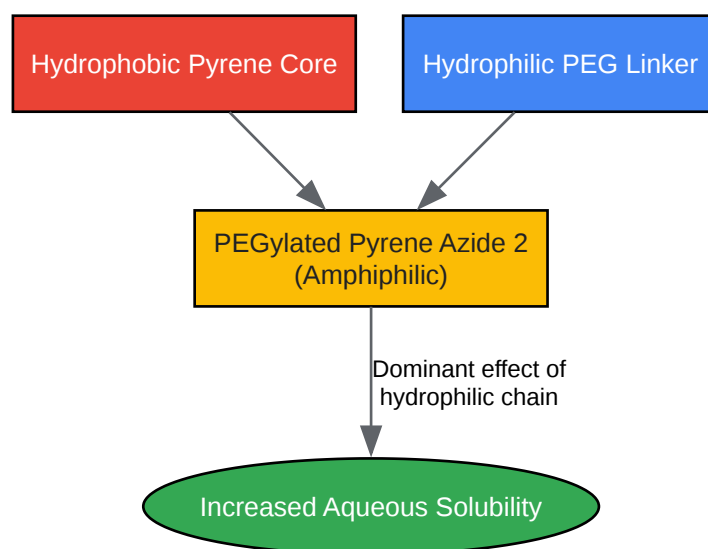 Hydrophobic Pyrene Core
Hydrophilic PEG Linker
PEGylated Pyrene Azide 2
(Amphiphilic)
Dominant effect of
hydrophilic chain
Increased Aqueous Solubility